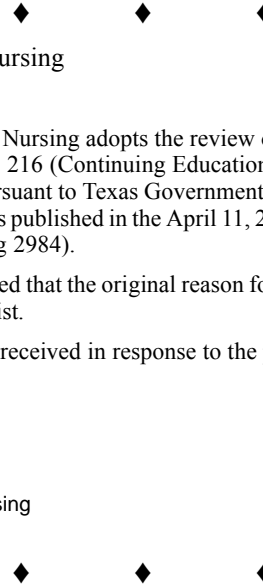 ursing
Nursing adopts the review
216 (Continuing Education
suant to Texas Government
s published in the April 11, 2
g 2984).
ed that the original reason fo
ist.
received in response to the
sing